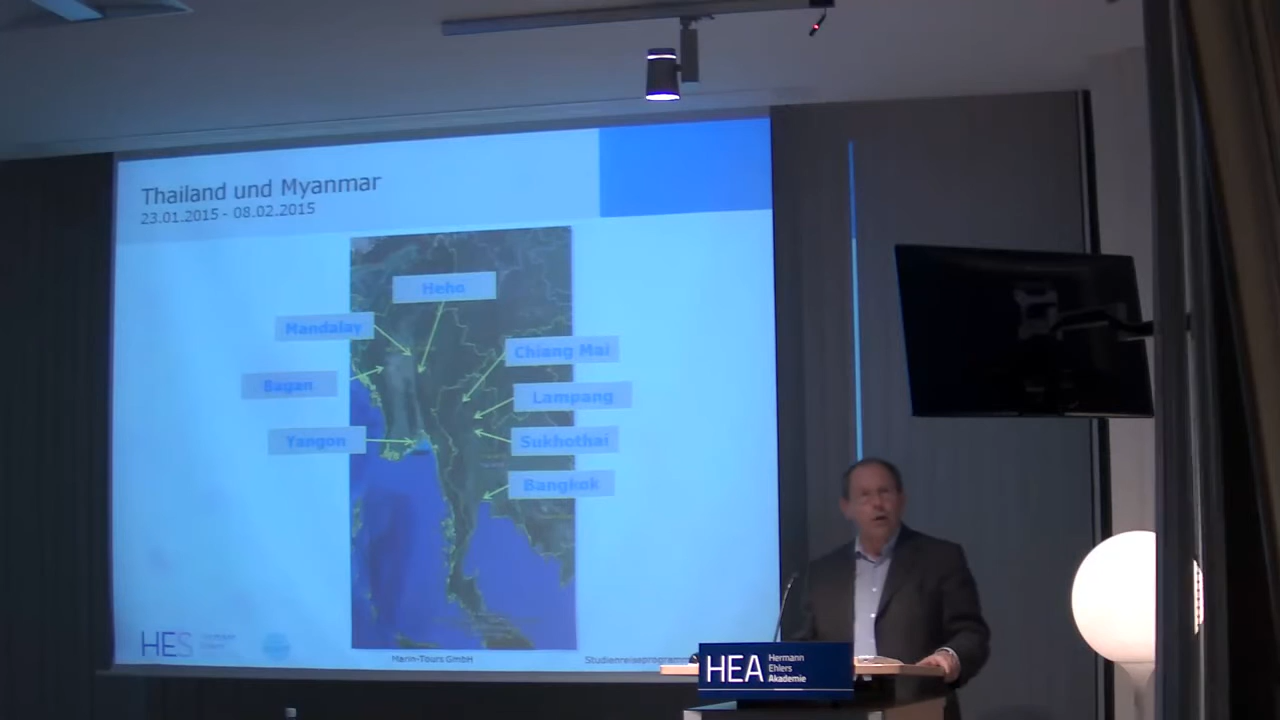 Thailand und Myanmar
23.01.2015 - 08.02.2015
Heho
Mandalay
Chiang Mai
Bagan
Lampang
Yangon
Sukhothai
Bangkok
HES
Marin-Tours GmbH
Studienreiseprogramm
HEA
Hermann
Ehlers
Akademie